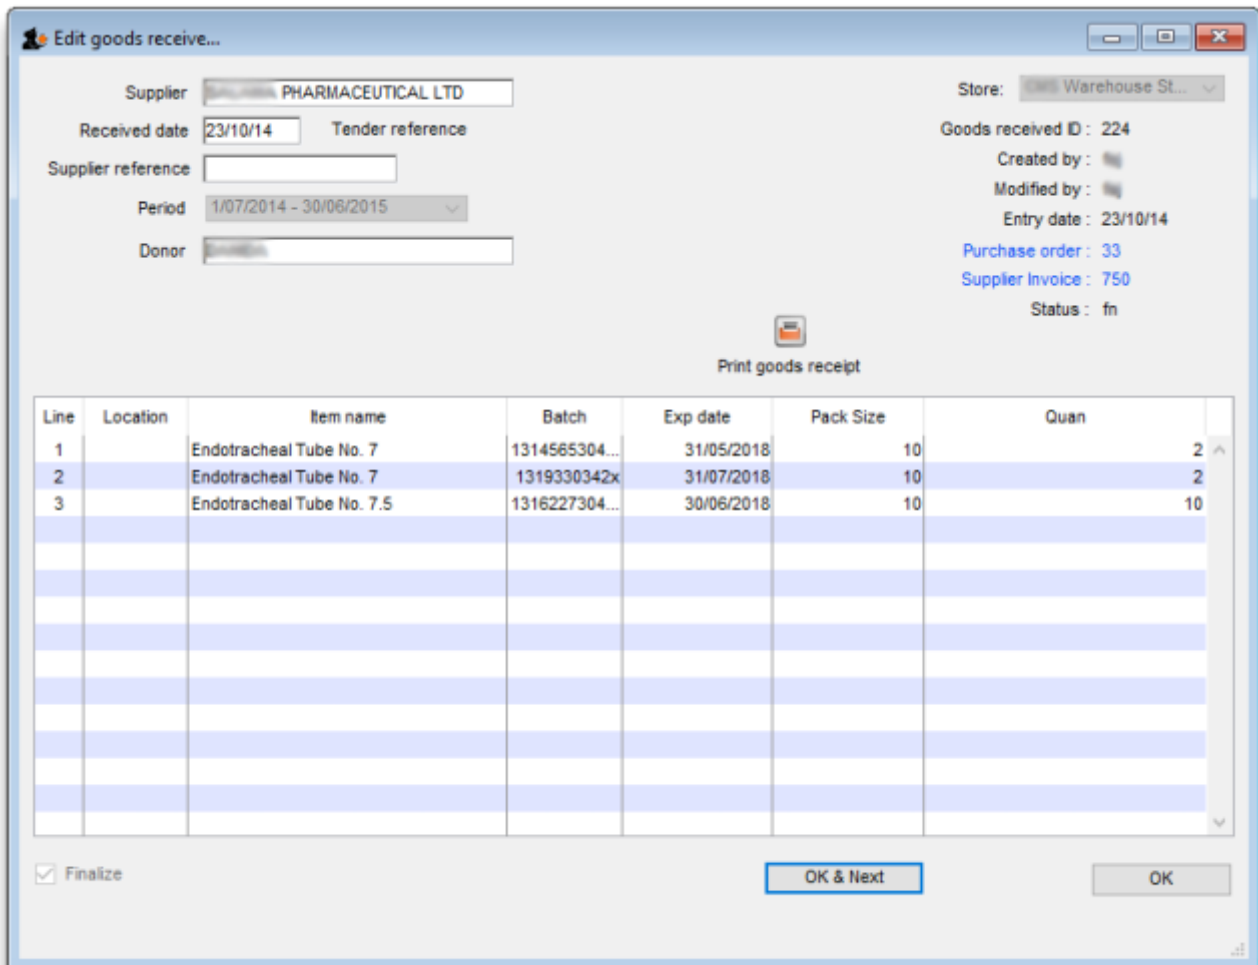 Edit goods receive...
Supplier PHARMACEUTICAL LTD
Store: Warehouse St...
Received date 23/10/14 Tender reference
Goods received ID : 224
Supplier reference
Created by :
Modified by :
Period 1/07/2014 - 30/06/2015
Entry date : 23/10/14
Donor
Purchase order : 33
Supplier Invoice : 750
Status : fn
Print goods receipt
Line Location Item name Batch Exp date Pack Size Quan
1 Endotracheal Tube No. 7 1314565304... 31/05/2018 10 2
2 Endotracheal Tube No. 7 1319330342x 31/07/2018 10 2
3 Endotracheal Tube No. 7.5 1316227304... 30/06/2018 10 10
Finalize
OK & Next
OK